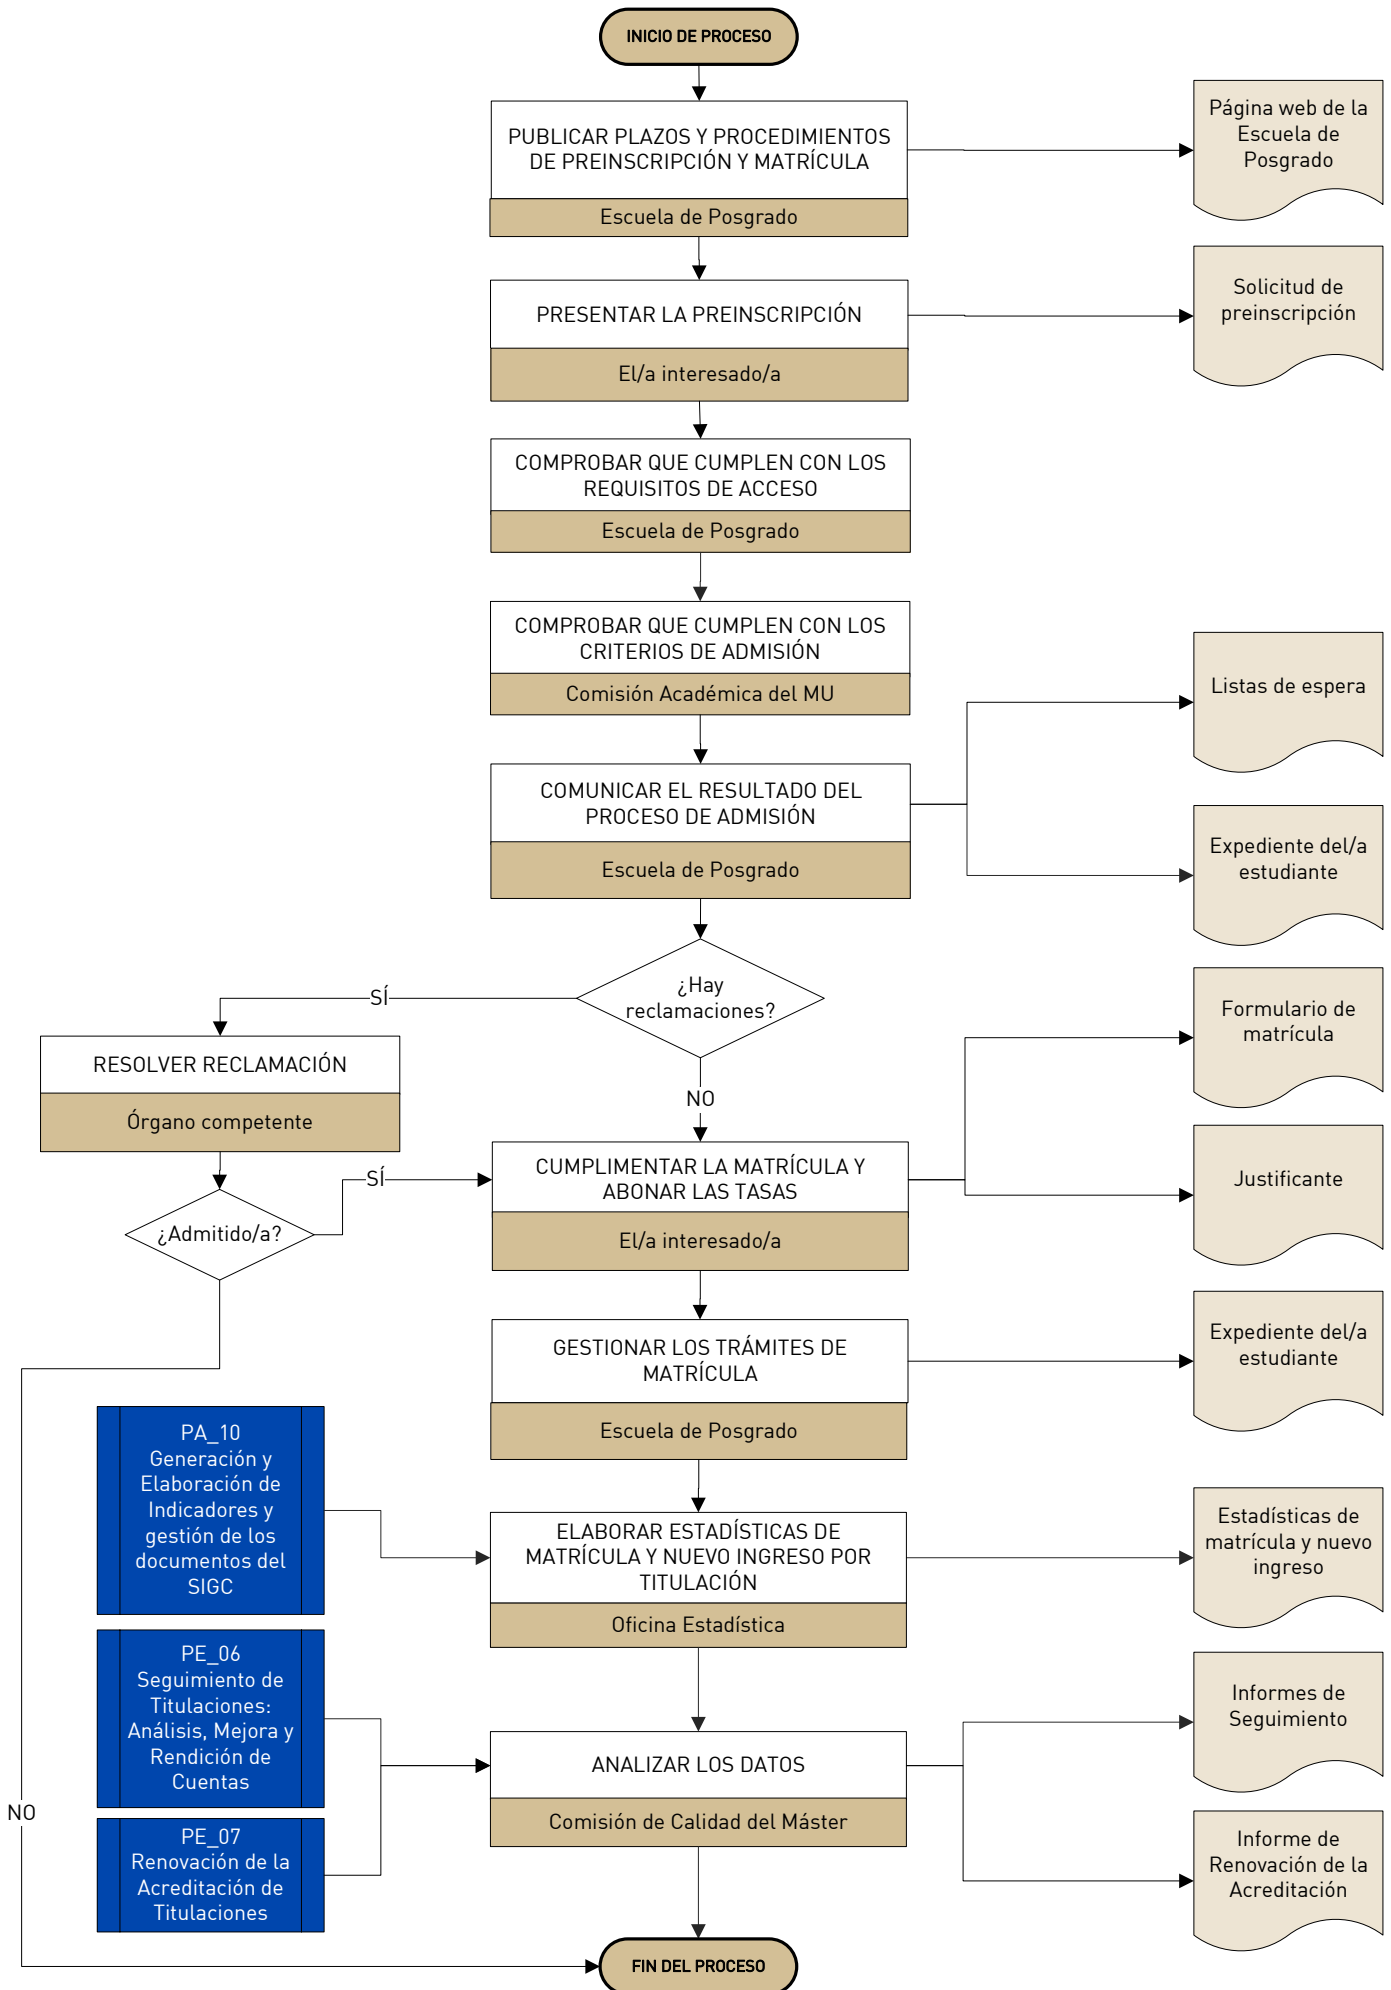 INICIO DE PROCESO
PUBLICAR PLAZOS Y PROCEDIMIENTOS
DE PREINSCRIPCIÓN Y MATRÍCULA
Escuela de Posgrado
Página web de la
Escuela de
Posgrado
PRESENTAR LA PREINSCRIPCIÓN
El/a interesado/a
Solicitud de
preinscripción
COMPROBAR QUE CUMPLEN CON LOS
REQUISITOS DE ACCESO
Escuela de Posgrado
COMPROBAR QUE CUMPLEN CON LOS
CRITERIOS DE ADMISIÓN
Comisión Académica del MU
Listas de espera
COMUNICAR EL RESULTADO DEL
PROCESO DE ADMISIÓN
Escuela de Posgrado
Expediente del/a
estudiante
¿Hay
reclamaciones?
SÍ
NO
RESOLVER RECLAMACIÓN
Órgano competente
Formulario de
matrícula
¿Admitido/a?
SÍ
CUMPLIMENTAR LA MATRÍCULA Y
ABONAR LAS TASAS
El/a interesado/a
Justificante
GESTIONAR LOS TRÁMITES DE
MATRÍCULA
Escuela de Posgrado
Expediente del/a
estudiante
PA_10
Generación y
Elaboración de
Indicadores y
gestión de los
documentos del
SIGC
ELABORAR ESTADÍSTICAS DE
MATRÍCULA Y NUEVO INGRESO POR
TITULACIÓN
Oficina Estadística
Estadísticas de
matrícula y nuevo
ingreso
PE_06
Seguimiento de
Titulaciones:
Análisis, Mejora y
Rendición de
Cuentas
ANALIZAR LOS DATOS
Comisión de Calidad del Máster
Informes de
Seguimiento
NO
PE_07
Renovación de la
Acreditación de
Titulaciones
Informe de
Renovación de la
Acreditación
FIN DEL PROCESO